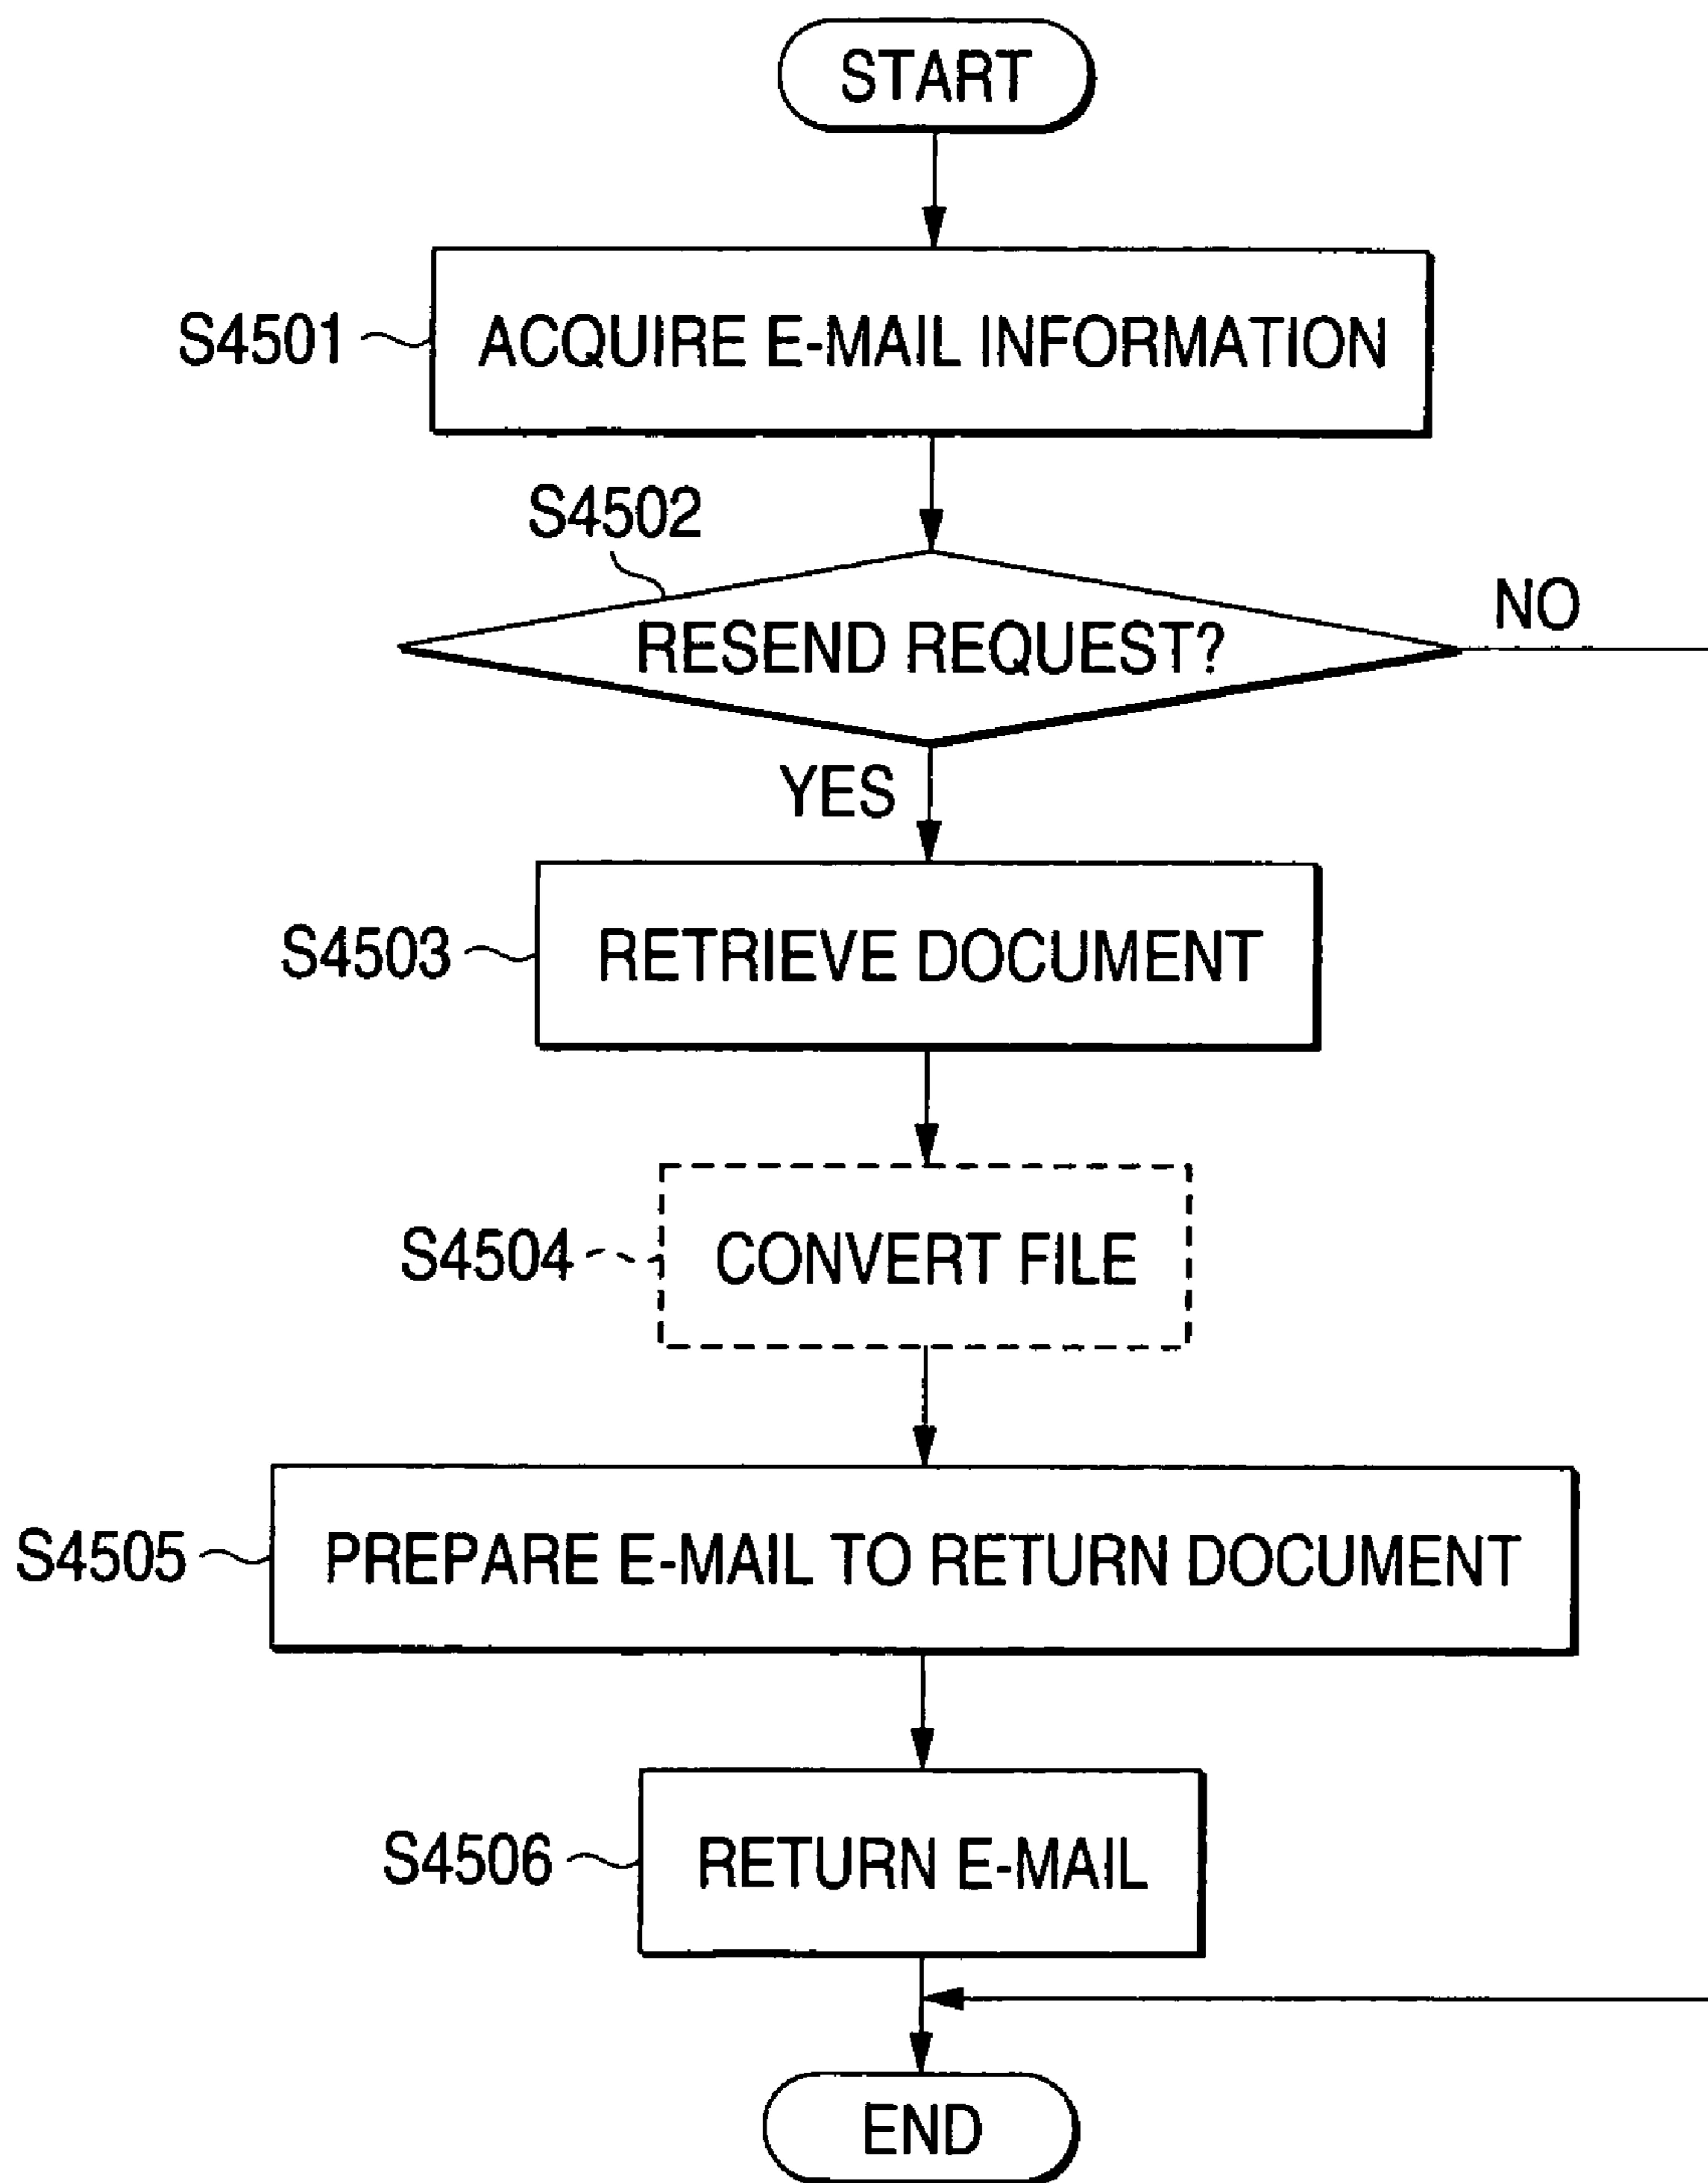 START
S4501
ACQUIRE E-MAIL INFORMATION
S4502
NO
RESEND REQUEST?
YES
S4503
RETRIEVE DOCUMENT
S4504
CONVERT FILE
S4505
PREPARE E-MAIL TO RETURN DOCUMENT
S4506
RETURN E-MAIL
END